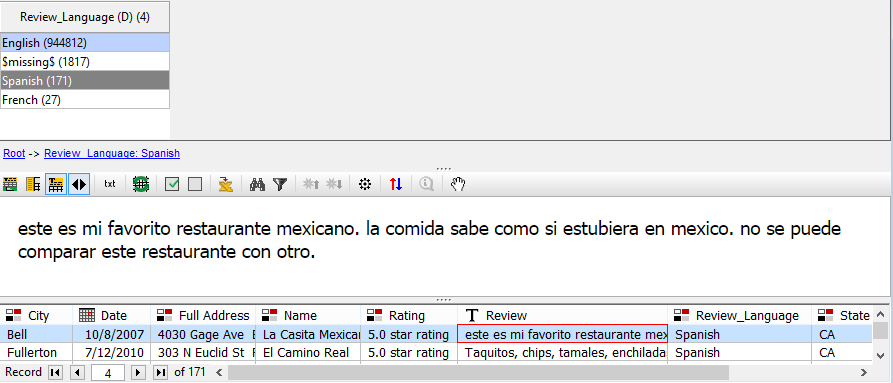 Review_Language (D) (4)
English (944812)
$missing$ (1817)
Spanish (171)
French (27)
Root -> Review_Language: Spanish
txt
este es mi favorito restaurante mexicano. la comida sabe como si estubiera en mexico. no se puede
comparar este restaurante con otro.
City Date Full Address Name Rating Review Review_Language State
Bell 10/8/2007 4030 Gage Ave La Casita Mexicar 5.0 star rating este es mi favorito restaurante mex Spanish CA
Fullerton 7/12/2010 303 N Euclid St El Camino Real 5.0 star rating Taquitos, chips, tamales, enchilada Spanish CA
Record 4 of 171